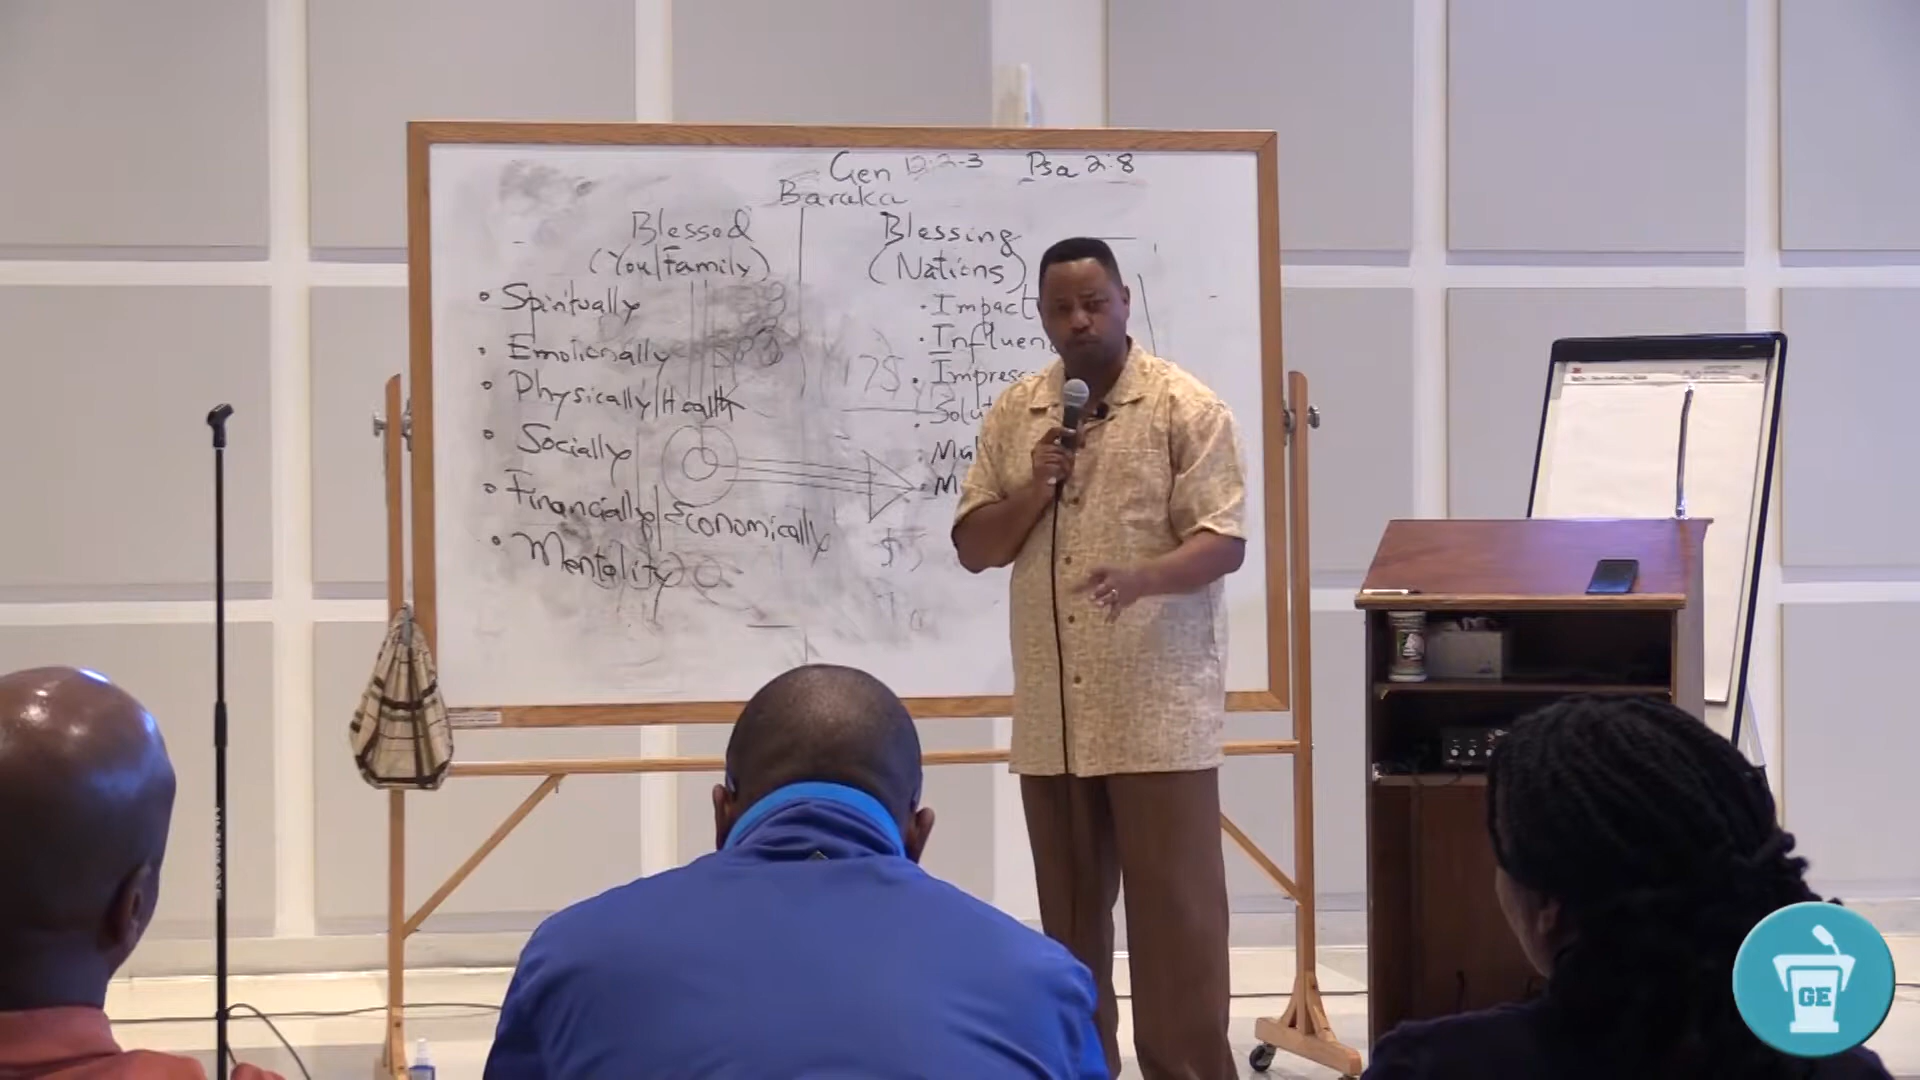 Gen 12:2-3 Psa 2:8
Baraka
Blessed
(You/Family)
• Spiritually
• Emotionally
• Physically/Health
• Socially
• Financially/Economically
• Mentality
Blessing
(Nations)
• Impact
• Influen
• Impress
• Solut
GE